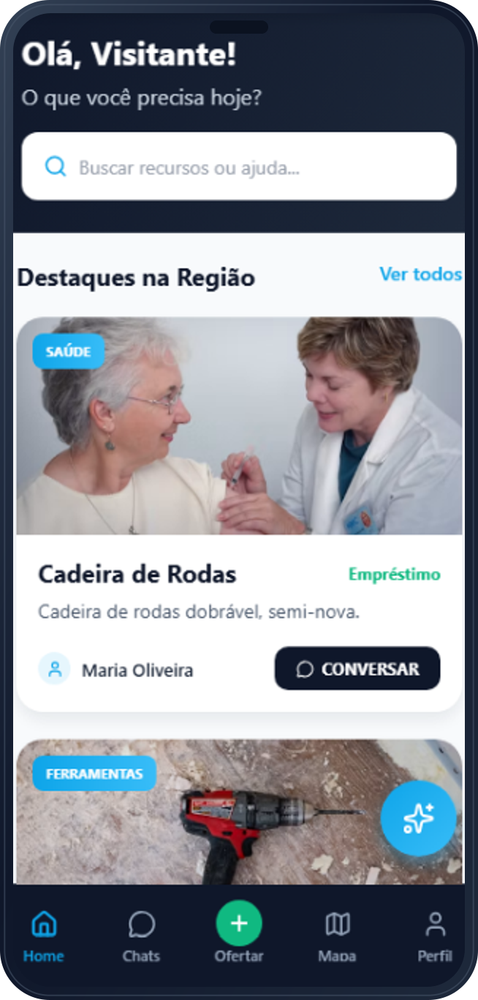 Olá, Visitante!
O que você precisa hoje?
Buscar recursos ou ajuda...
Destaques na Região
Ver todos
SAÚDE
Cadeira de Rodas
Empréstimo
Cadeira de rodas dobrável, semi-nova.
Maria Oliveira
CONVERSAR
FERRAMENTAS
Home
Chats
Ofertar
Mapa
Perfil